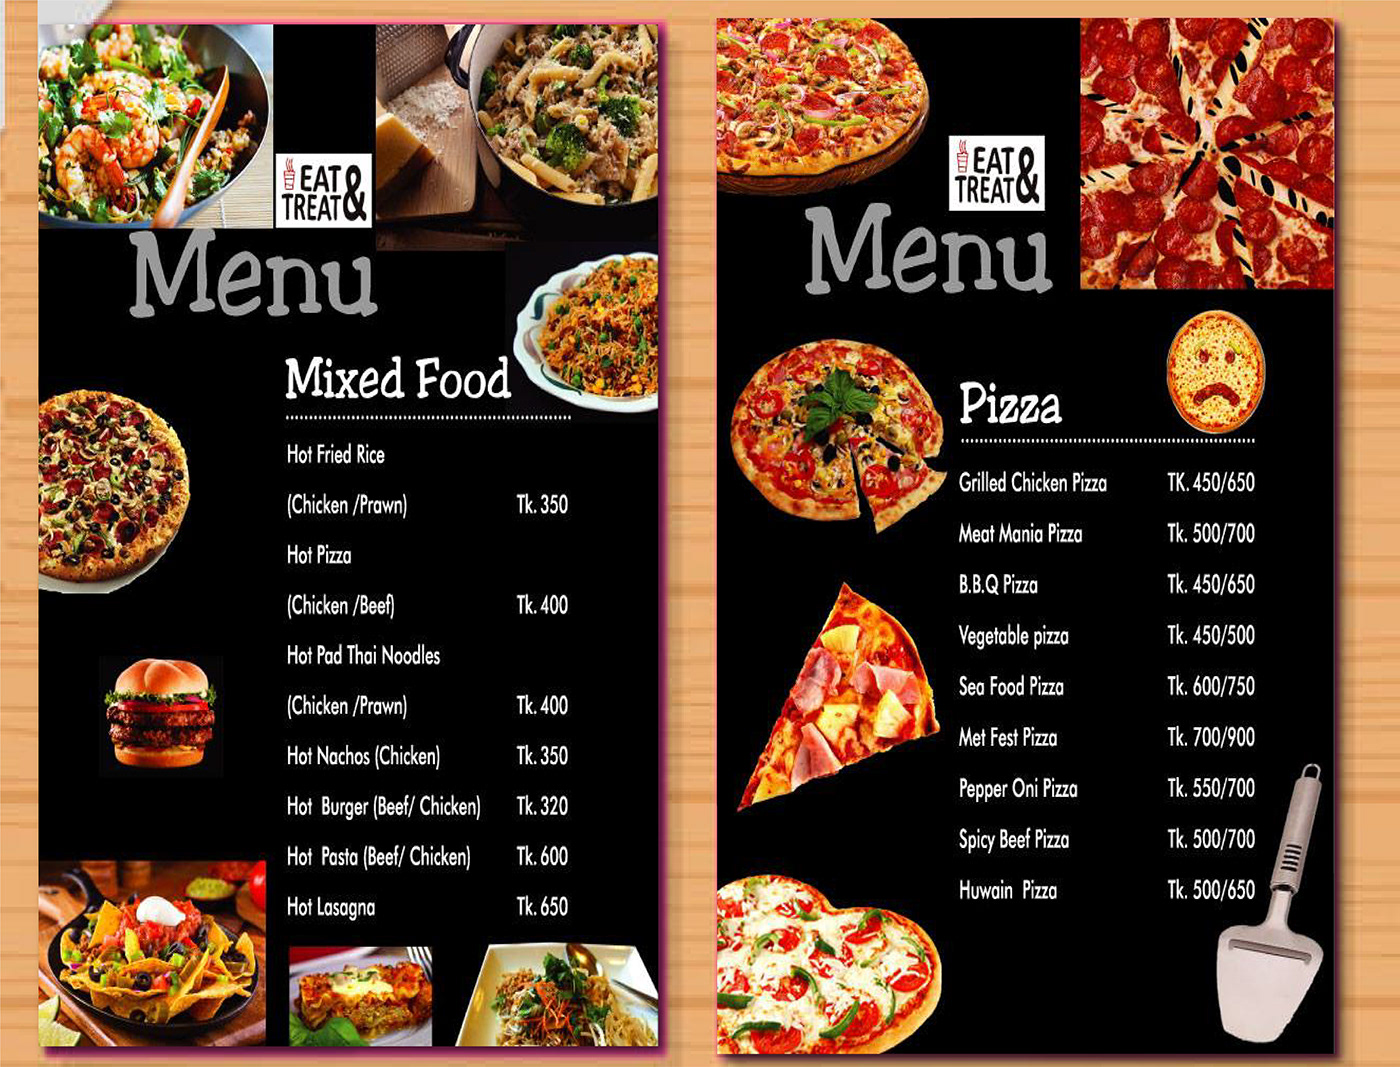 EAT &
TREAT
Menu
Mixed Food
Hot Fried Rice
(Chicken /Prawn) Tk. 350
Hot Pizza
(Chicken /Beef) Tk. 400
Hot Pad Thai Noodles
(Chicken /Prawn) Tk. 400
Hot Nachos (Chicken) Tk. 350
Hot Burger (Beef/ Chicken) Tk. 320
Hot Pasta (Beef/ Chicken) Tk. 600
Hot Lasagna Tk. 650
EAT &
TREAT
Menu
Pizza
Grilled Chicken Pizza TK. 450/650
Meat Mania Pizza Tk. 500/700
B.B.Q Pizza Tk. 450/650
Vegetable pizza Tk. 450/500
Sea Food Pizza Tk. 600/750
Met Fest Pizza Tk. 700/900
Pepper Oni Pizza Tk. 550/700
Spicy Beef Pizza Tk. 500/700
Huwain Pizza Tk. 500/650